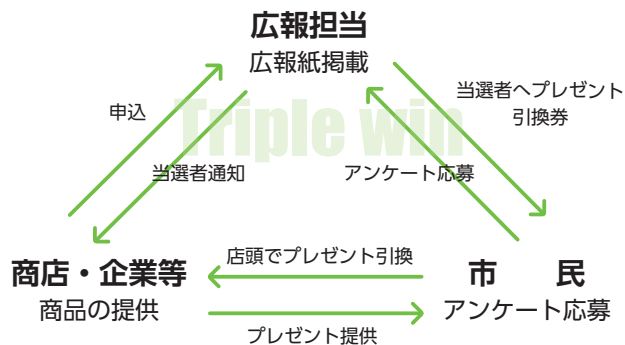 広報担当
広報紙掲載
当選者へプレゼント
引換券
申込
Triple win
当選者通知
アンケート応募
商店・企業等
商品の提供
店頭でプレゼント引換
市　民
アンケート応募
プレゼント提供